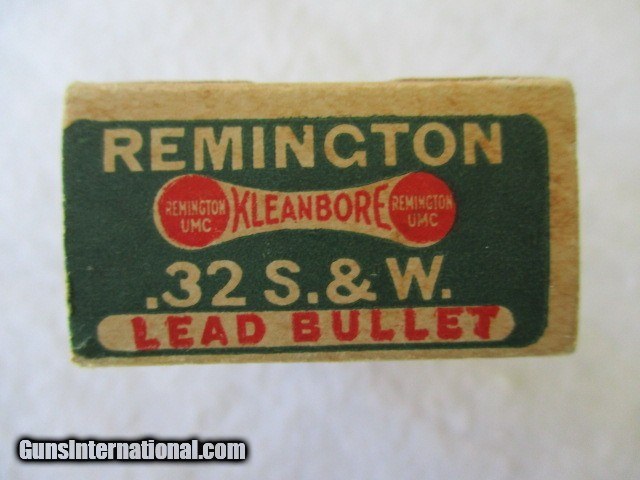 REMINGTON
REMINGTON UMC KLEANBORE REMINGTON UMC
.32 S.& W.
LEAD BULLET
GunsInternational.com